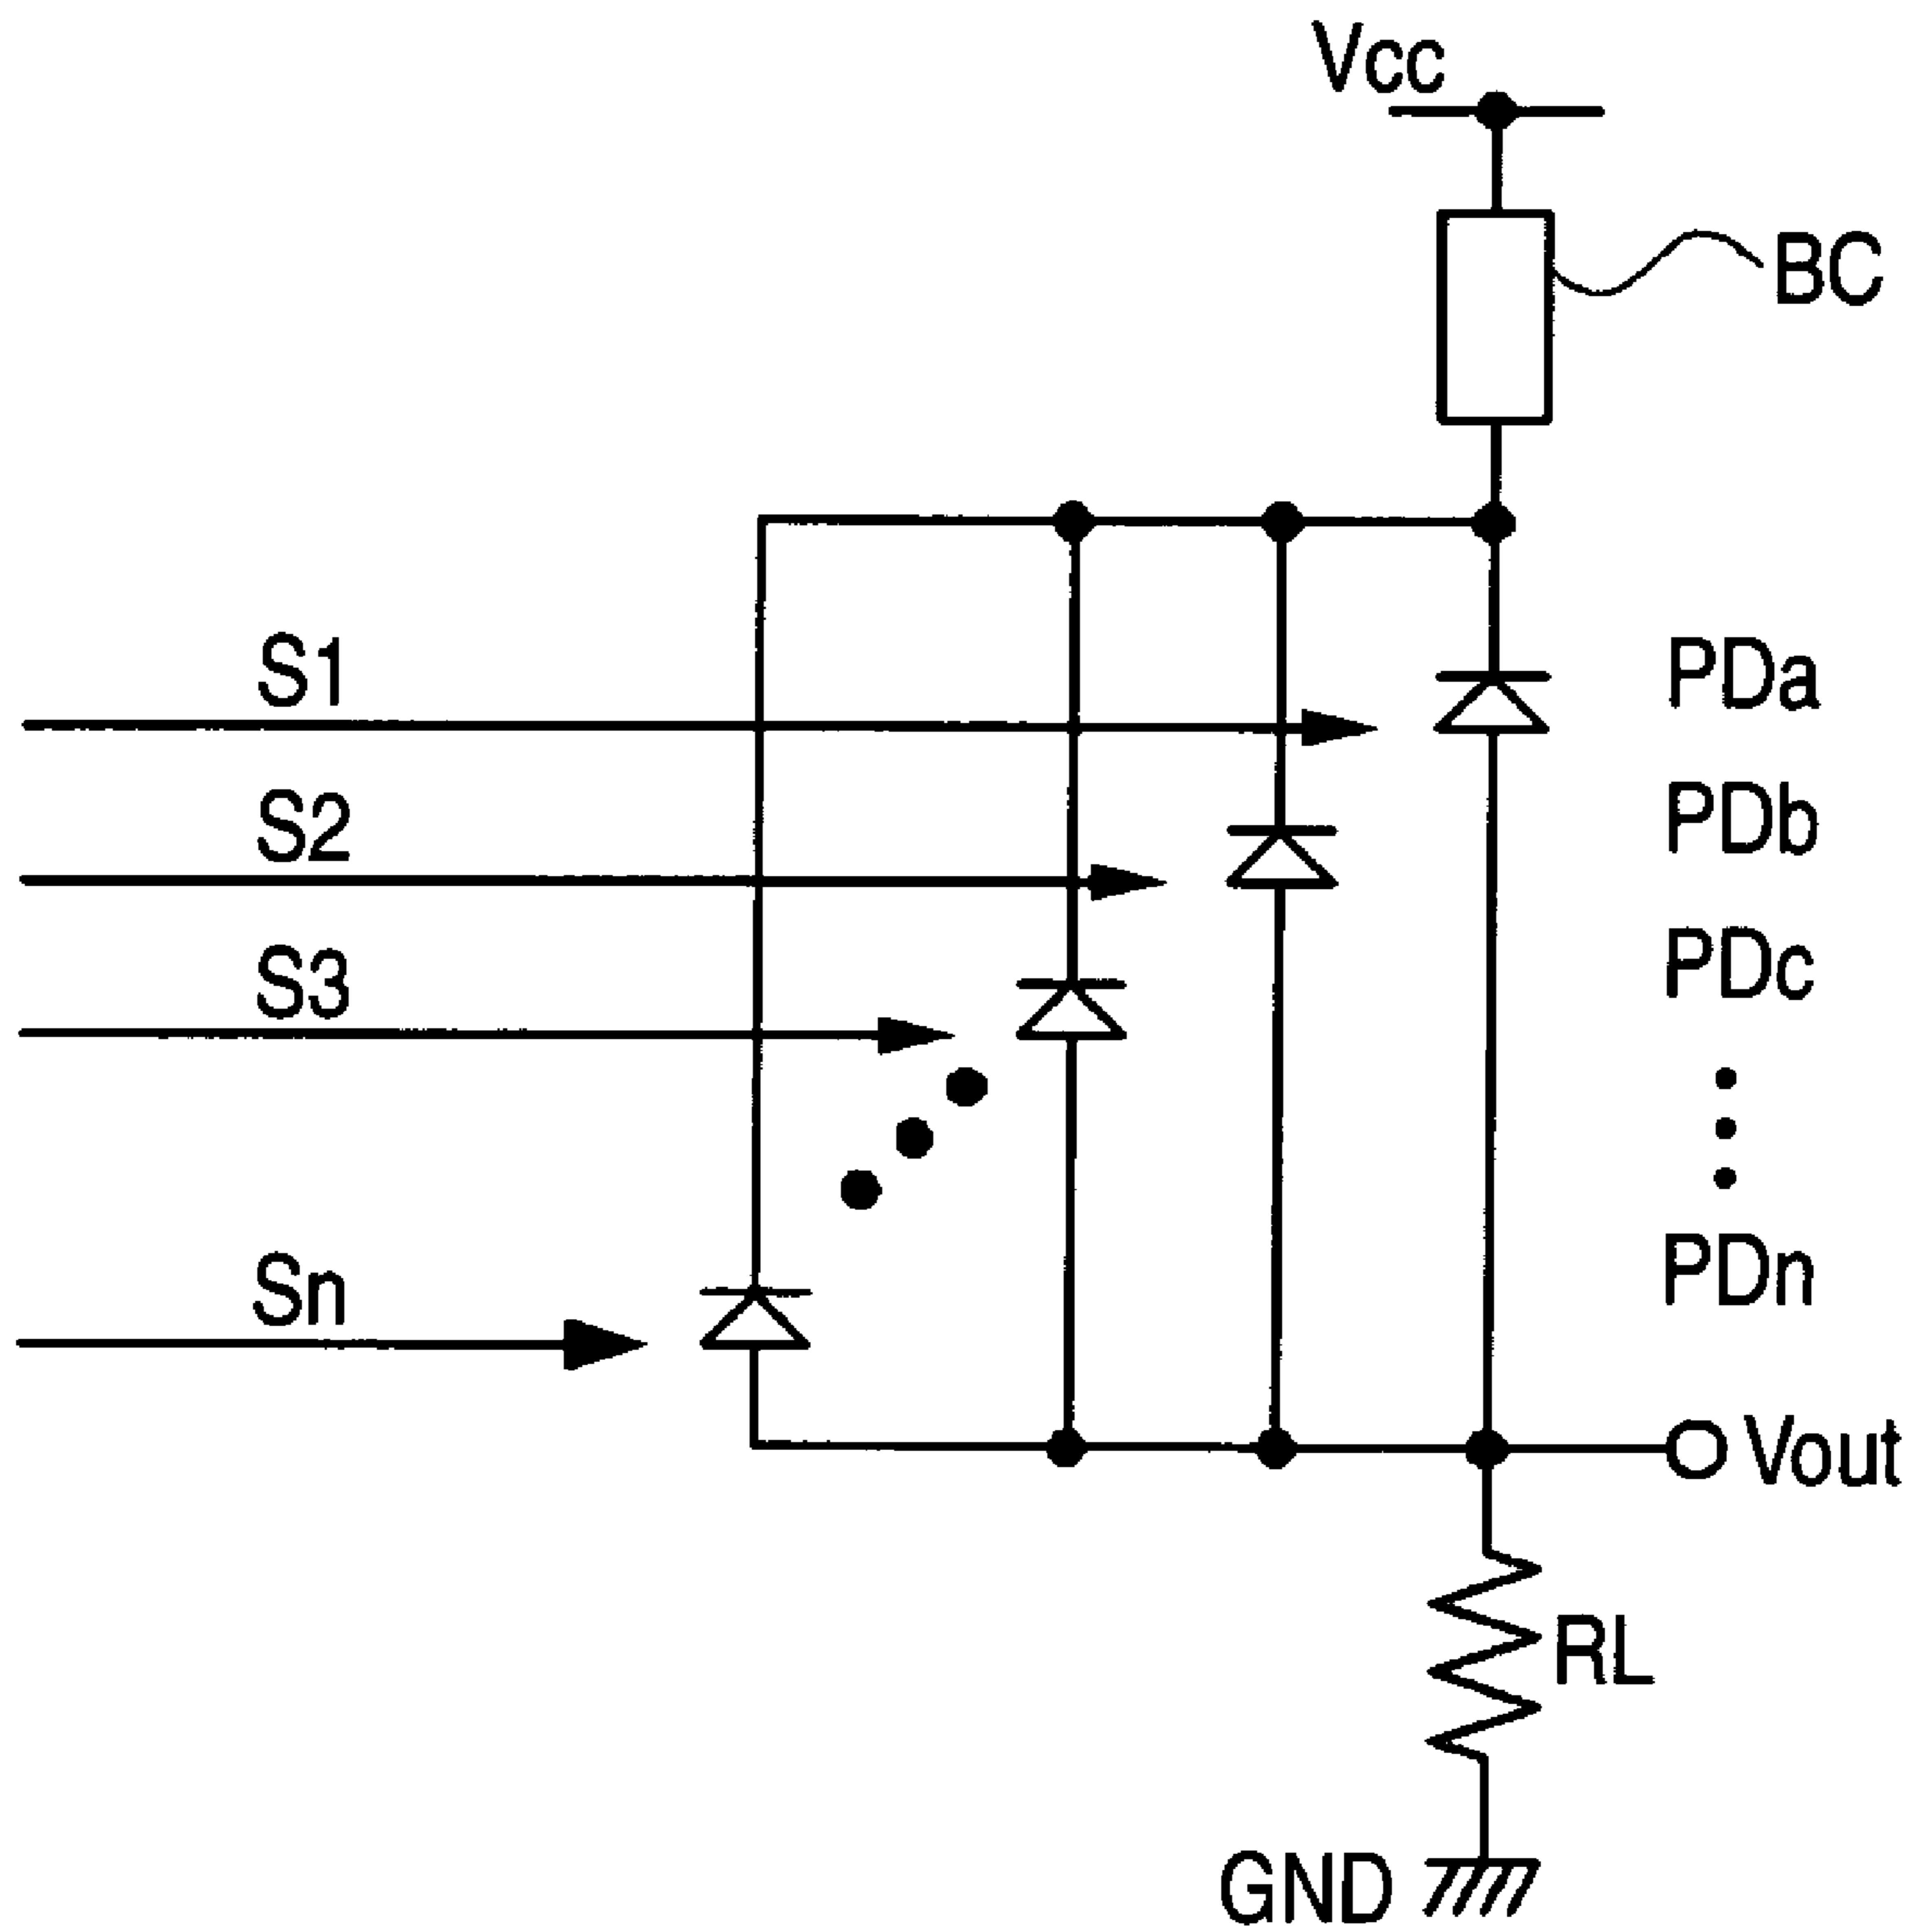 Vcc
BC
S1
PDa
S2
PDb
S3
PDc
Sn
PDn
Vout
RL
GND